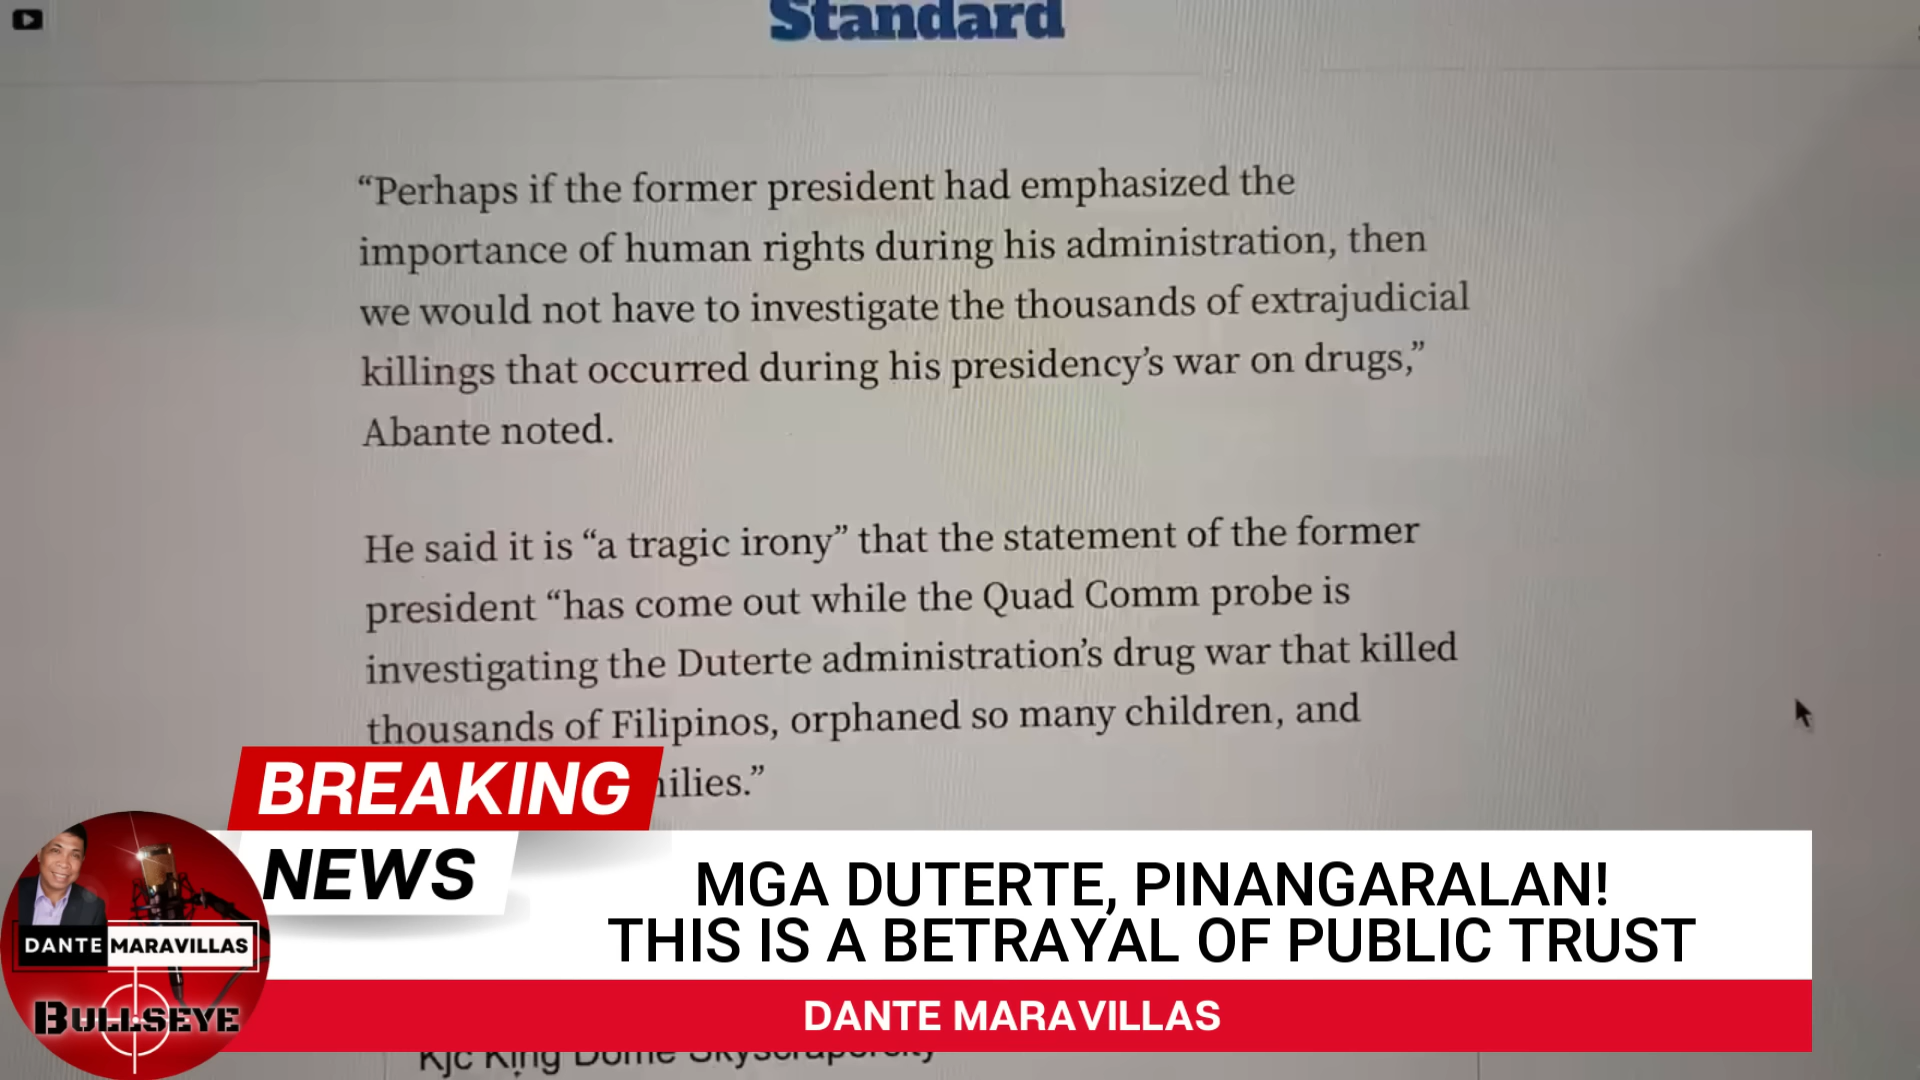 Standard
“Perhaps if the former president had emphasized the
importance of human rights during his administration, then
we would not have to investigate the thousands of extrajudicial
killings that occurred during his presidency’s war on drugs,”
Abante noted.
He said it is “a tragic irony” that the statement of the former
president “has come out while the Quad Comm probe is
investigating the Duterte administration’s drug war that killed
thousands of Filipinos, orphaned so many children, and
BREAKING
NEWS
MGA DUTERTE, PINANGARALAN!
THIS IS A BETRAYAL OF PUBLIC TRUST
DANTE MARAVILLAS
DANTE MARAVILLAS
BULLSEYE
Kjc King Dome